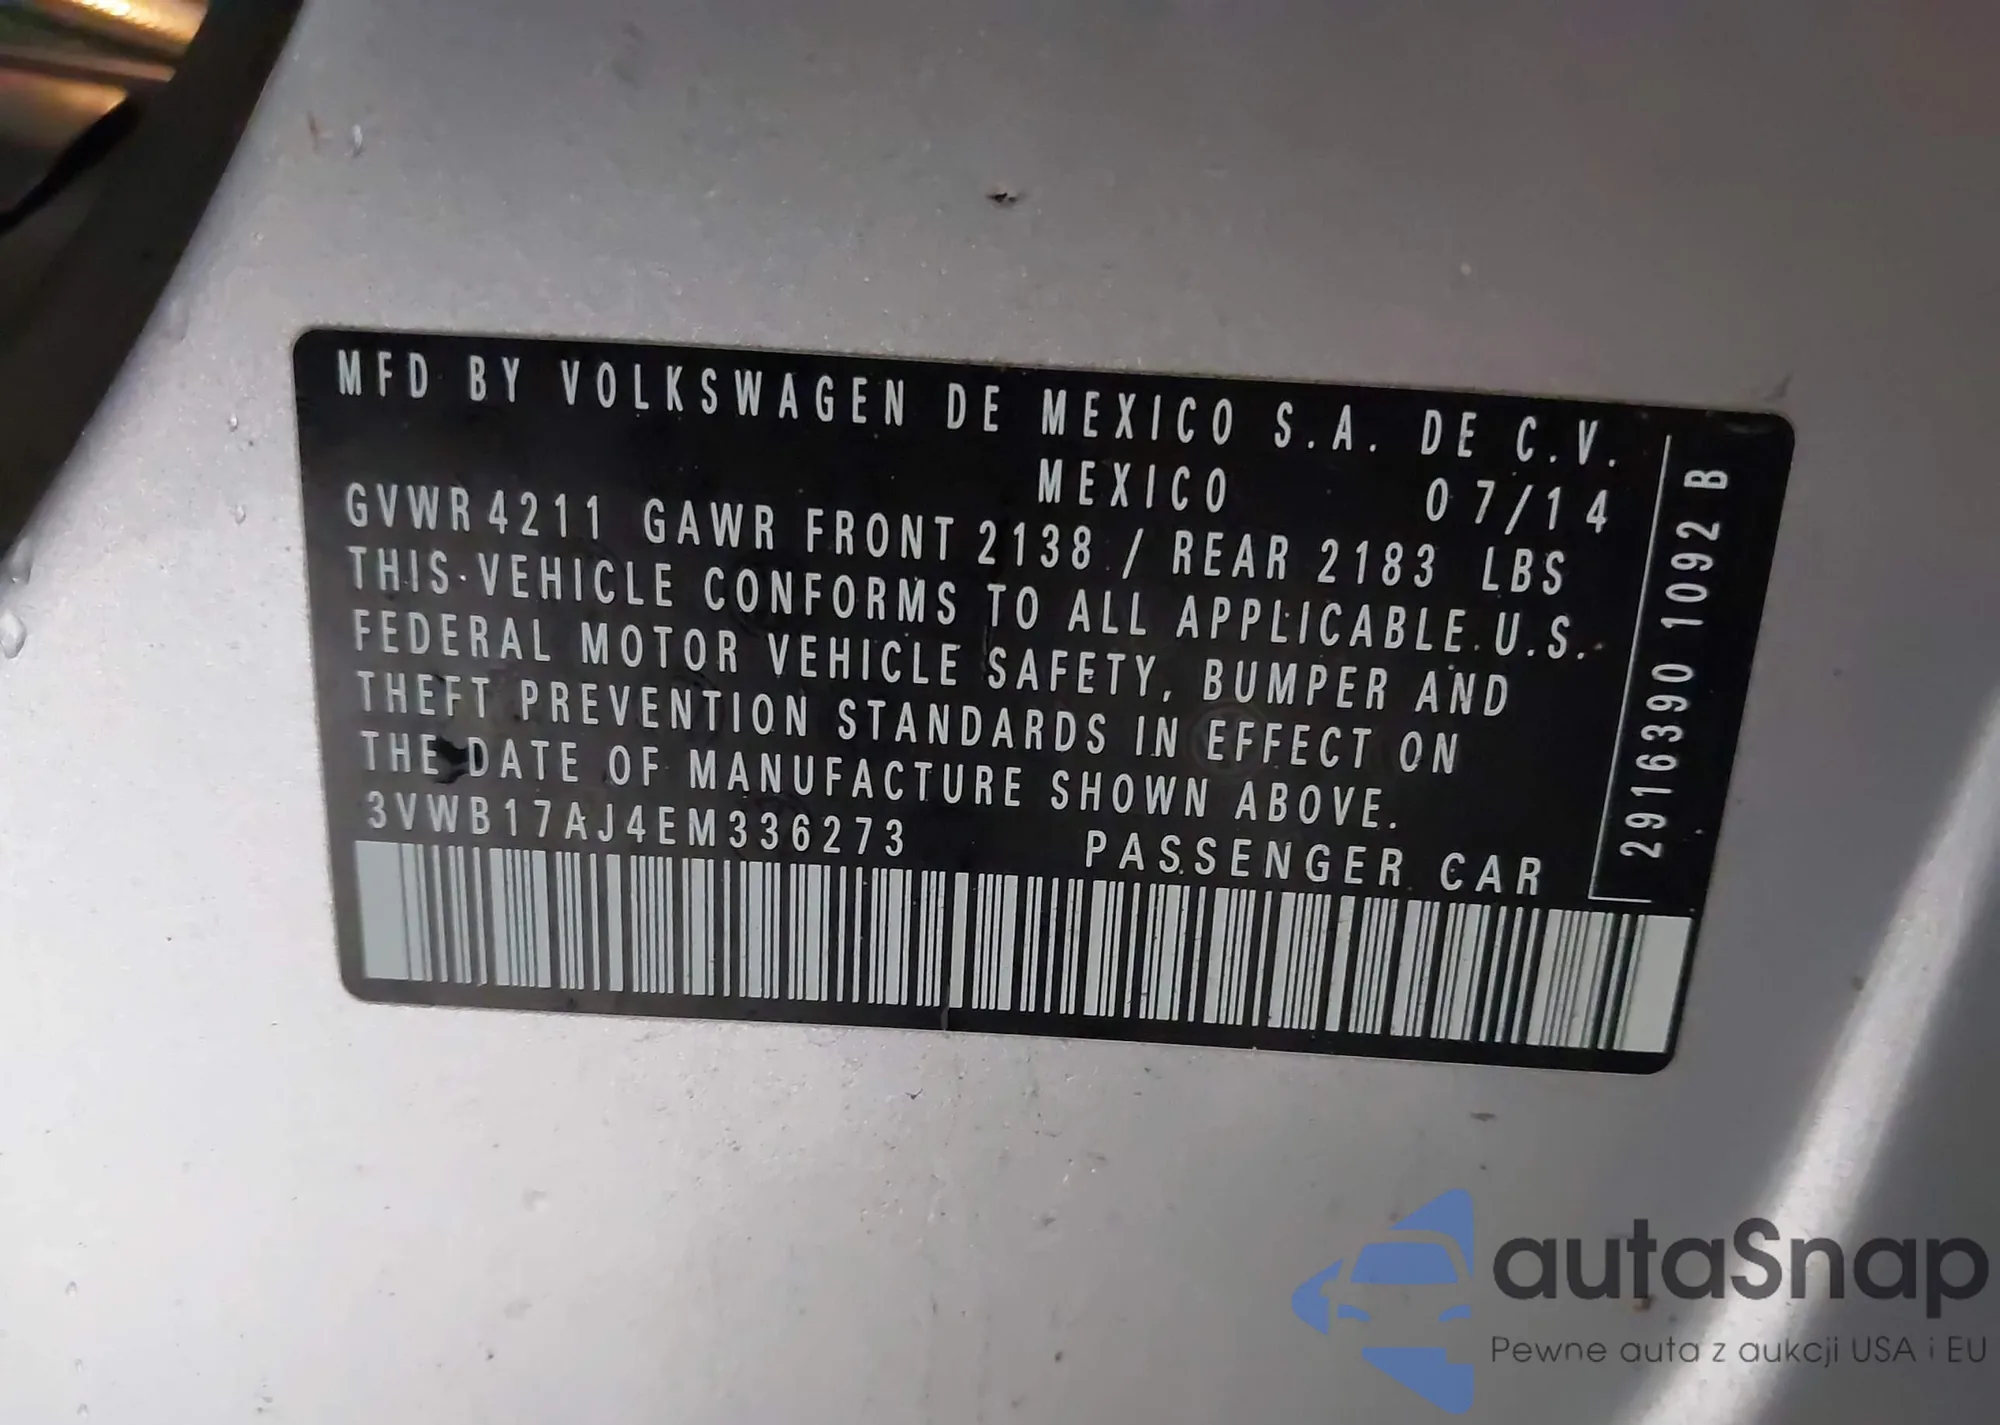 MFD BY VOLKSWAGEN DE MEXICO S.A. DE C.V.
MEXICO 07/14
GVWR 4211 GAWR FRONT 2138 / REAR 2183 LBS
THIS VEHICLE CONFORMS TO ALL APPLICABLE U.S.
FEDERAL MOTOR VEHICLE SAFETY, BUMPER AND
THEFT PREVENTION STANDARDS IN EFFECT ON
THE DATE OF MANUFACTURE SHOWN ABOVE.
3VWB17AJ4EM336273 PASSENGER CAR
2916390 1092 B
autaSnap
Pewne auta z aukcji USA i EU